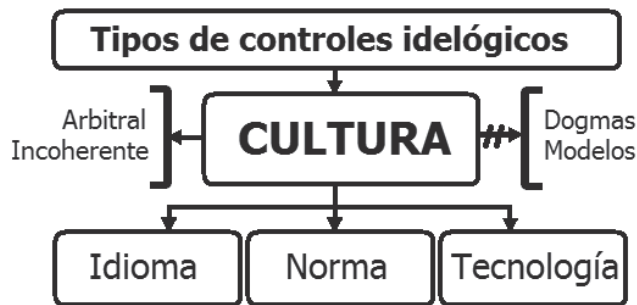 Tipos de controles idelógicos
Arbitral
Incoherente
CULTURA
Dogmas
Modelos
Idioma
Norma
Tecnología